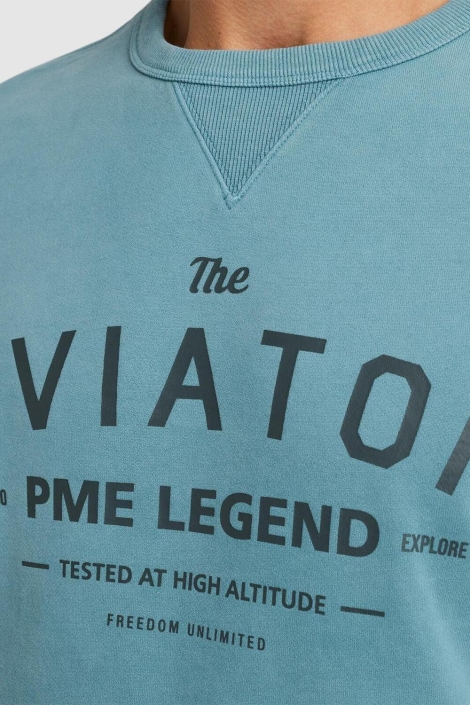 The
VIATO
O PME LEGEND EXPLORE
TESTED AT HIGH ALTITUDE
FREEDOM UNLIMITED